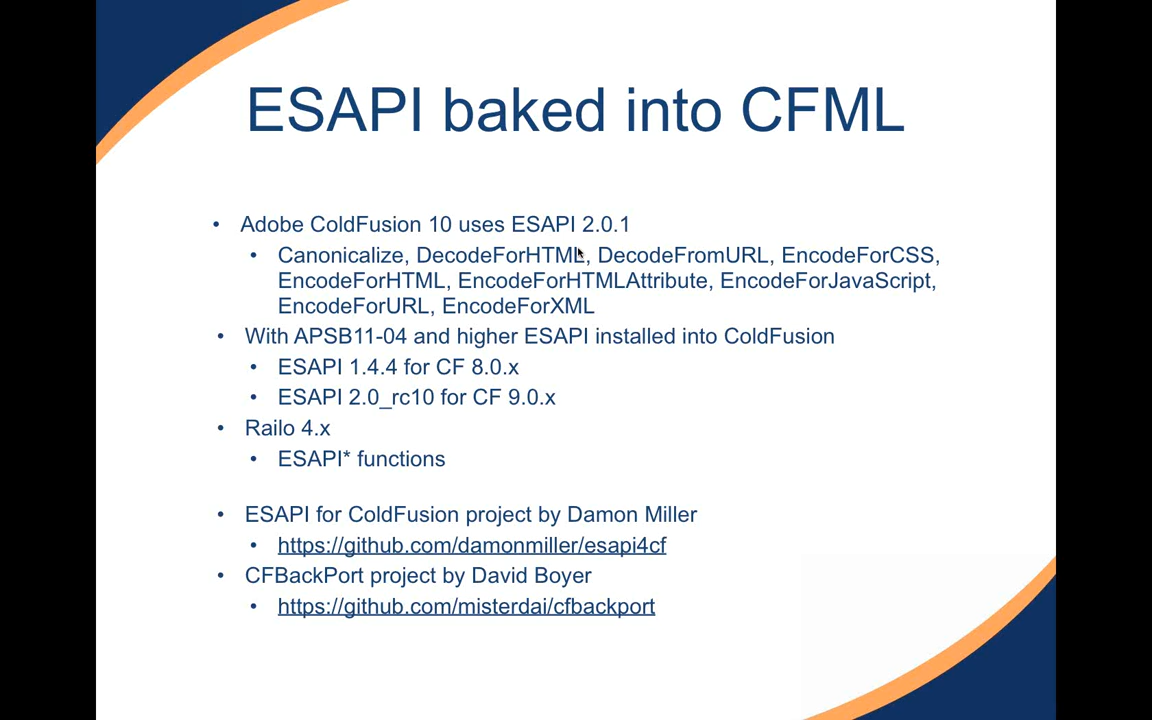 ESAPI baked into CFML
• Adobe ColdFusion 10 uses ESAPI 2.0.1
• Canonicalize, DecodeForHTML, DecodeFromURL, EncodeForCSS,
EncodeForHTML, EncodeForHTMLAttribute, EncodeForJavaScript,
EncodeForURL, EncodeForXML
• With APSB11-04 and higher ESAPI installed into ColdFusion
• ESAPI 1.4.4 for CF 8.0.x
• ESAPI 2.0_rc10 for CF 9.0.x
• Railo 4.x
• ESAPI* functions
• ESAPI for ColdFusion project by Damon Miller
• https://github.com/damonmiller/esapi4cf
• CFBackPort project by David Boyer
• https://github.com/misterdai/cfbackport